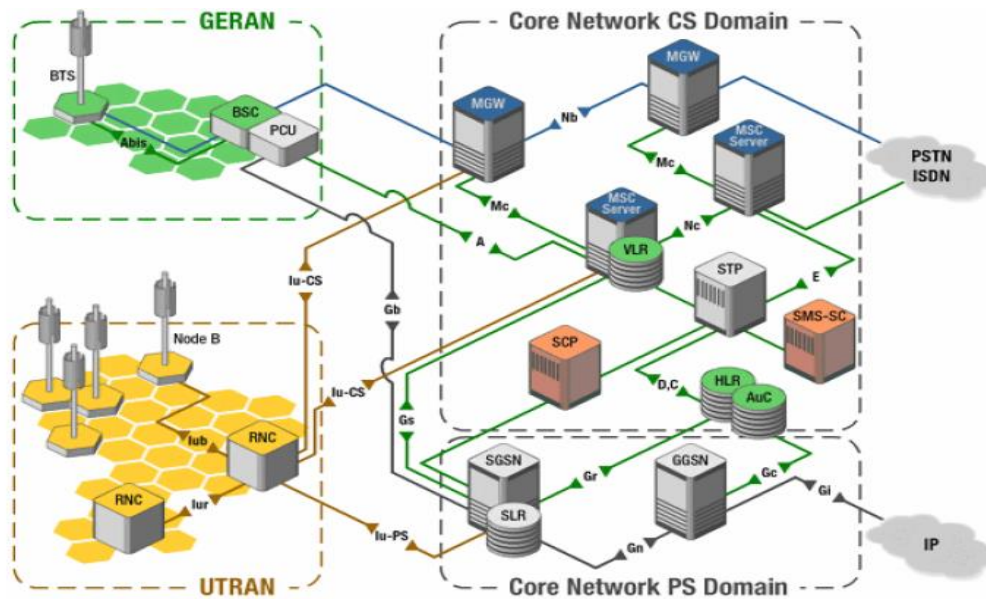 GERAN
Core Network CS Domain
BTS
BSC
PCU
Abis
MGW
Nb
MGW
MSC
Server
PSTN
ISDN
Mc
Mc
MSC
Server
VLR
Nc
A
STP
E
SMS-SC
Iu-CS
Gb
Node B
SCP
Iu-CS
D,C
HLR
AuC
Gs
Iub
RNC
RNC
Iur
SGSN
SLR
Gr
GGSN
Gc
Gi
Iu-PS
Gn
IP
UTRAN
Core Network PS Domain